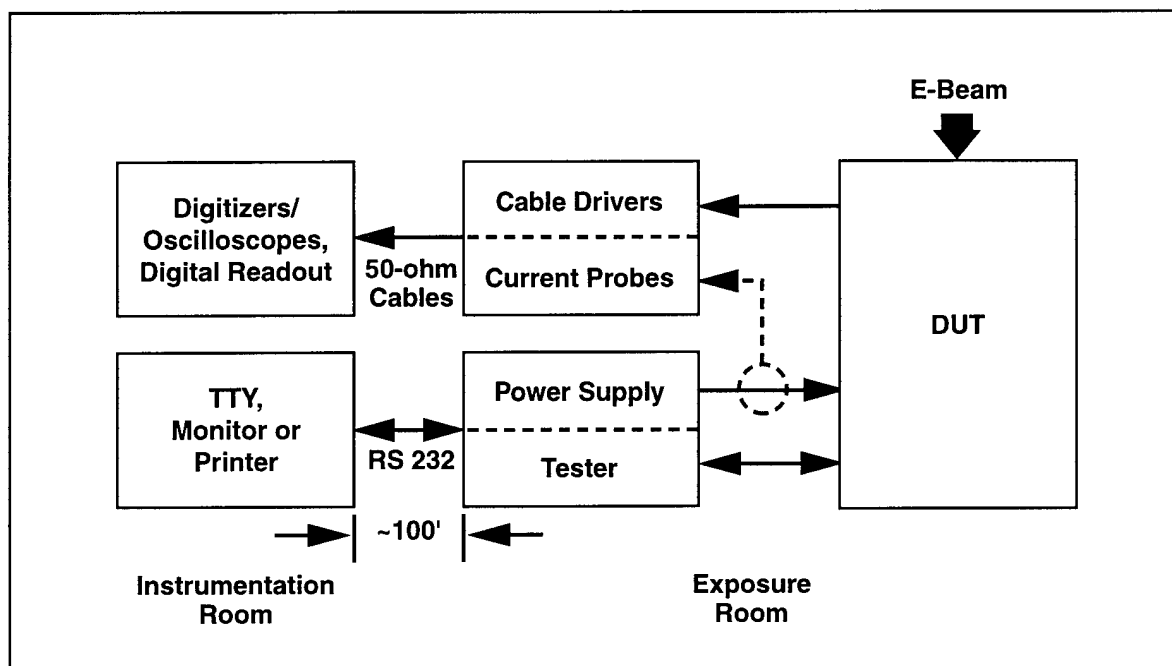 E-Beam
Digitizers/
Oscilloscopes,
Digital Readout
50-ohm
Cables
Cable Drivers
Current Probes
DUT
TTY,
Monitor or
Printer
RS 232
Power Supply
Tester
~100'
Instrumentation
Room
Exposure
Room